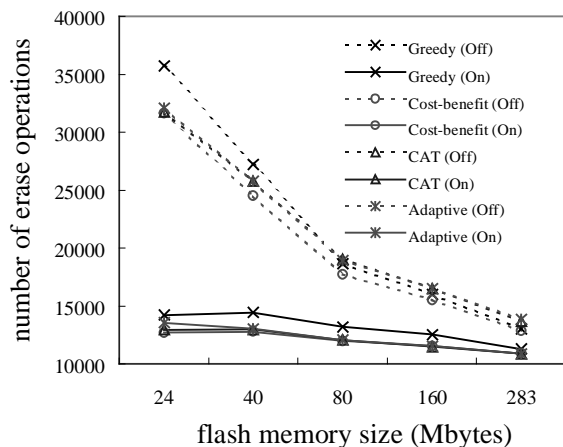 40000
35000
30000
25000
20000
15000
10000
number of erase operations
Greedy (Off)
Greedy (On)
Cost-benefit (Off)
Cost-benefit (On)
CAT (Off)
CAT (On)
Adaptive (Off)
Adaptive (On)
24 40 80 160 283
flash memory size (Mbytes)